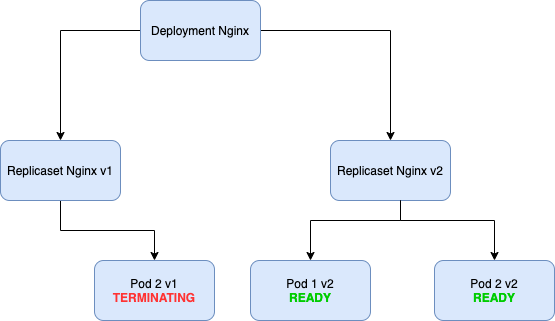 Deployment Nginx
Replicaset Nginx v1
Replicaset Nginx v2
Pod 2 v1
TERMINATING
Pod 1 v2
READY
Pod 2 v2
READY